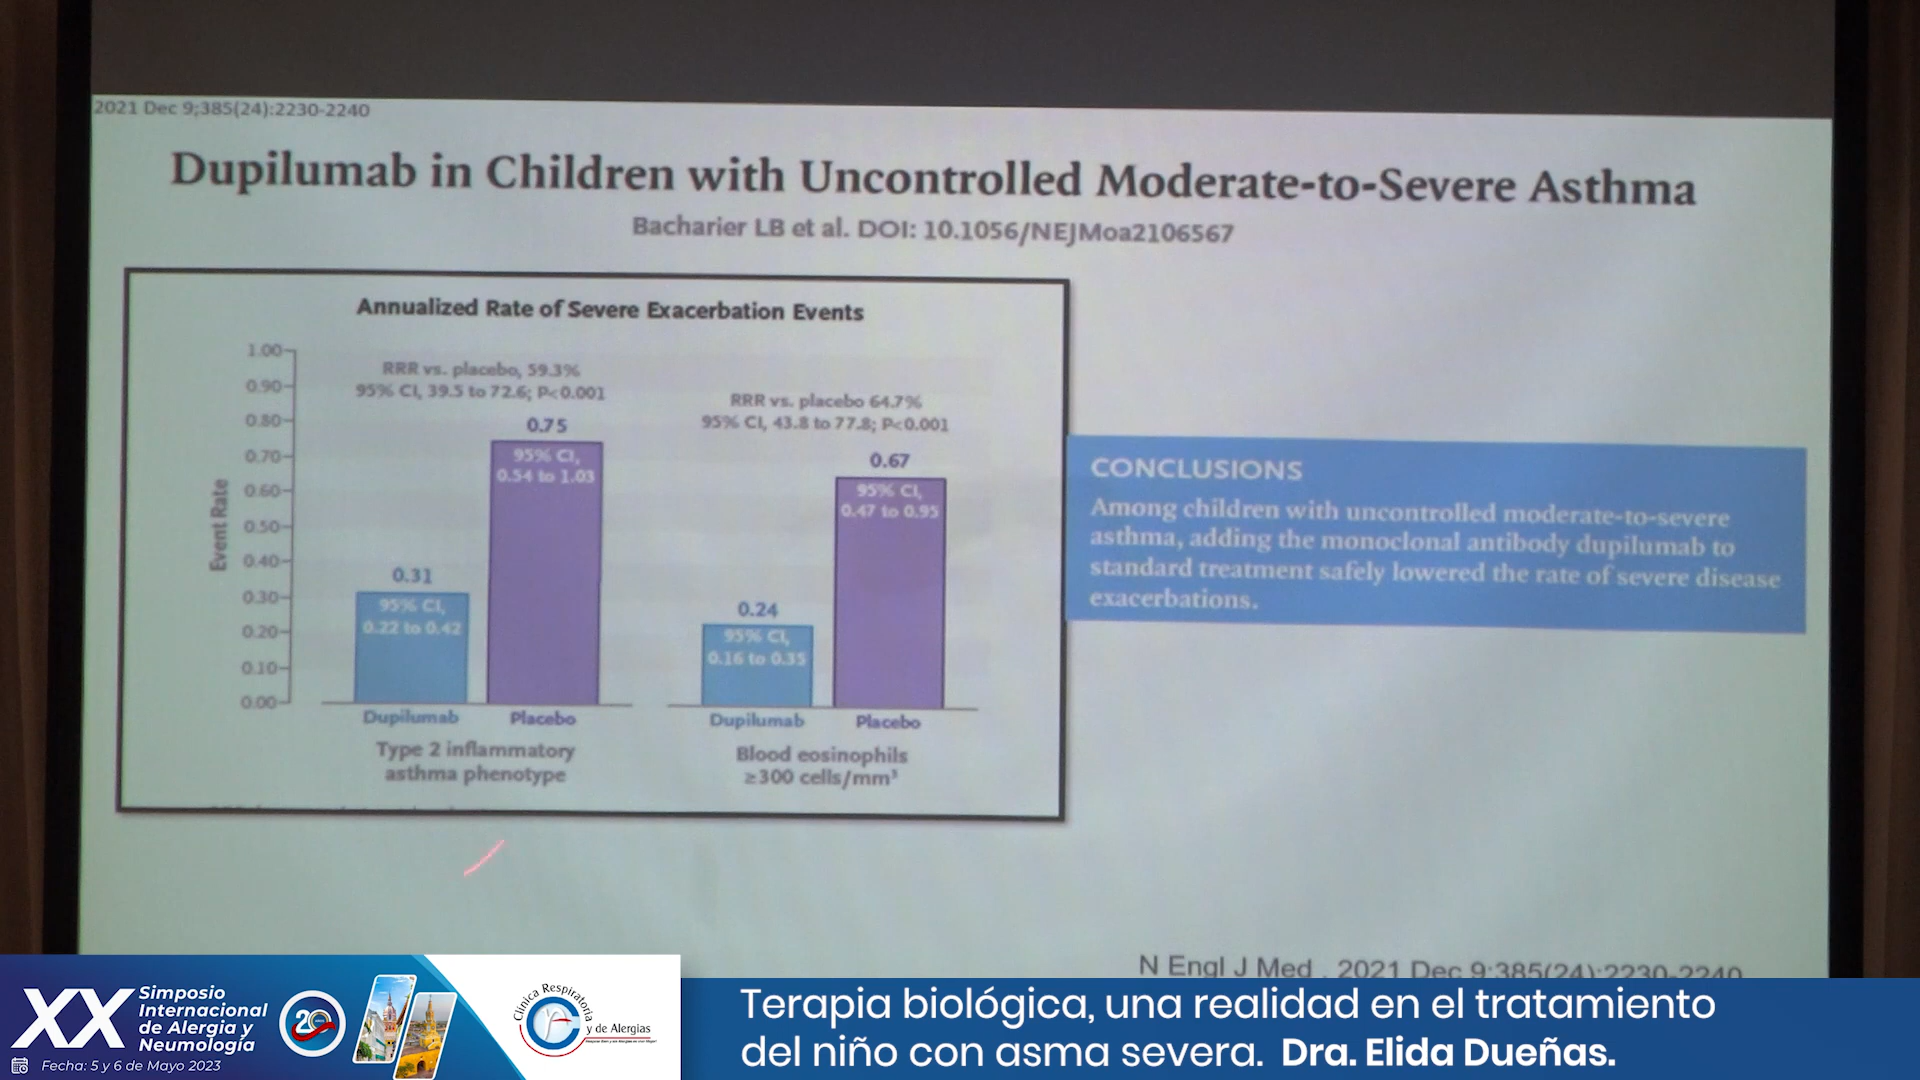 2021 Dec 9;385(24):2230-2240
Dupilumab in Children with Uncontrolled Moderate-to-Severe Asthma
Bacharier LB et al. DOI: 10.1056/NEJMoa2106567
Annualized Rate of Severe Exacerbation Events
RRR vs. placebo, 59.3%
95% CI, 39.5 to 72.6; P<0.001
RRR vs. placebo 64.7%
95% CI, 43.8 to 77.8; P<0.001
Event Rate
1.00
0.90
0.80
0.70
0.60
0.50
0.40
0.30
0.20
0.10
0.00
0.31
95% CI,
0.22 to 0.42
0.75
95% CI,
0.54 to 1.03
0.24
95% CI,
0.16 to 0.35
0.67
95% CI,
0.47 to 0.95
Dupilumab
Placebo
Dupilumab
Placebo
Type 2 inflammatory
asthma phenotype
Blood eosinophils
≥300 cells/mm³
CONCLUSIONS
Among children with uncontrolled moderate-to-severe
asthma, adding the monoclonal antibody dupilumab to
standard treatment safely lowered the rate of severe disease
exacerbations.
N Engl J Med . 2021 Dec 9;385(24):2230-2240
XX
Simposio
Internacional
de Alergia y
Neumología
Fecha: 5 y 6 de Mayo 2023
20
Clínica Respiratoria
y de Alergias
Terapia biológica, una realidad en el tratamiento
del niño con asma severa. Dra. Elida Dueñas.